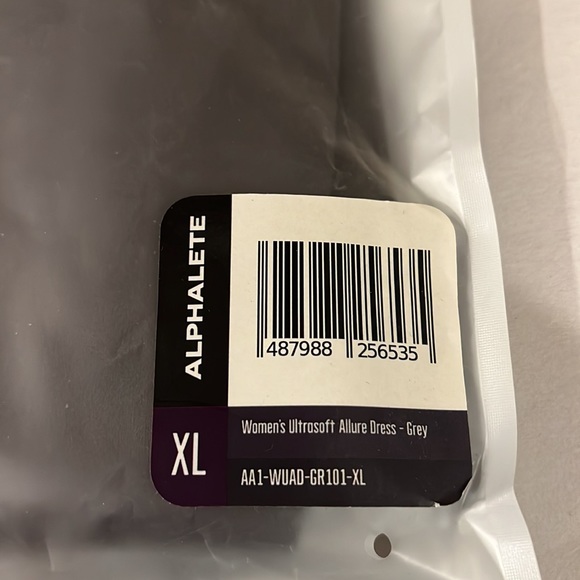 ALPHALETE
487988 256535
XL
Women's Ultrasoft Allure Dress - Grey
AA1-WUAD-GR101-XL